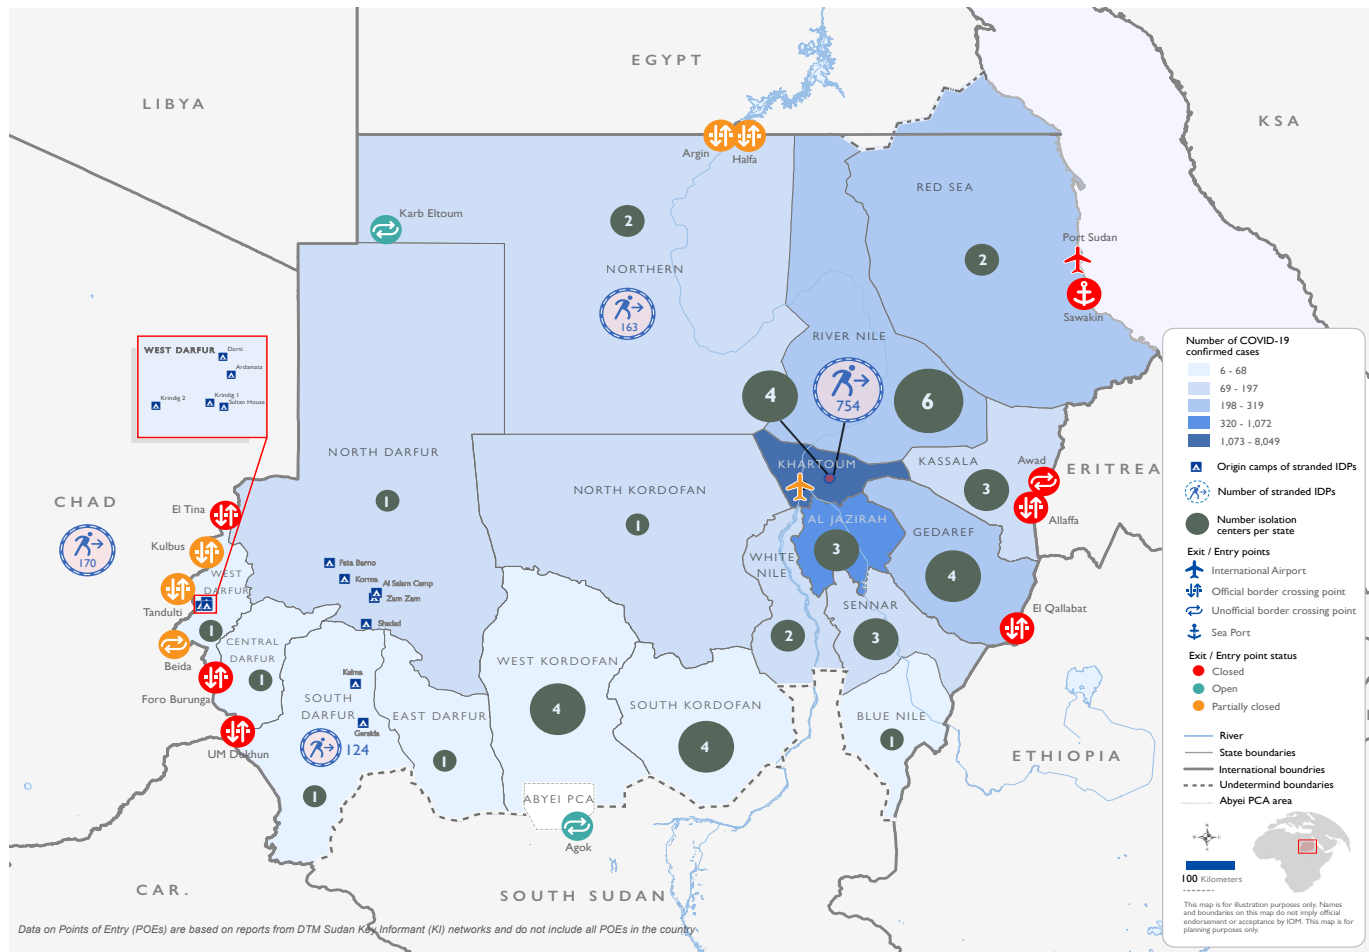 EGYPT
LIBYA
KSA
Argin
Halfa
RED SEA
Karb Eltoum
2
NORTHERN
163
Port Sudan
2
Sawakin
RIVER NILE
4
754
6
WEST DARFUR
Dorti
Ardamata
Krindig 2
Krindig 1
Sultan House
NORTH DARFUR
1
KHARTOUM
KASSALA
3
Awad
ERITREA
Allaffa
CHAD
170
El Tina
Kulbus
NORTH KORDOFAN
1
AL JAZIRAH
3
GEDAREF
4
WHITE
NILE
2
SENNAR
3
El Qallabat
Fata Barno
Korma
Al Salam Camp
Zam Zam
Shadad
WEST
DARFUR
Tandulti
1
Beida
CENTRAL
DARFUR
1
Foro Burunga
UM Dukhun
Kalma
SOUTH
DARFUR
Geraida
124
1
EAST DARFUR
1
WEST KORDOFAN
4
SOUTH KORDOFAN
4
BLUE NILE
1
ETHIOPIA
ABYEI PCA
Agok
CAR.
SOUTH SUDAN
Data on Points of Entry (POEs) are based on reports from DTM Sudan Key Informant (KI) networks and do not include all POEs in the country
Number of COVID-19
confirmed cases
6 - 68
69 - 197
198 - 319
320 - 1,072
1,073 - 8,049
Origin camps of stranded IDPs
Number of stranded IDPs
Number isolation
centers per state
Exit / Entry points
International Airport
Official border crossing point
Unofficial border crossing point
Sea Port
Exit / Entry point status
Closed
Open
Partially closed
River
State boundaries
International boundries
Undetermind boundaries
Abyei PCA area
N
W
E
S
100 Kilometers
This map is for illustration purposes only. Names
and boundaries on this map do not imply official
endorsement or acceptance by IOM. This map is for
planning purposes only.